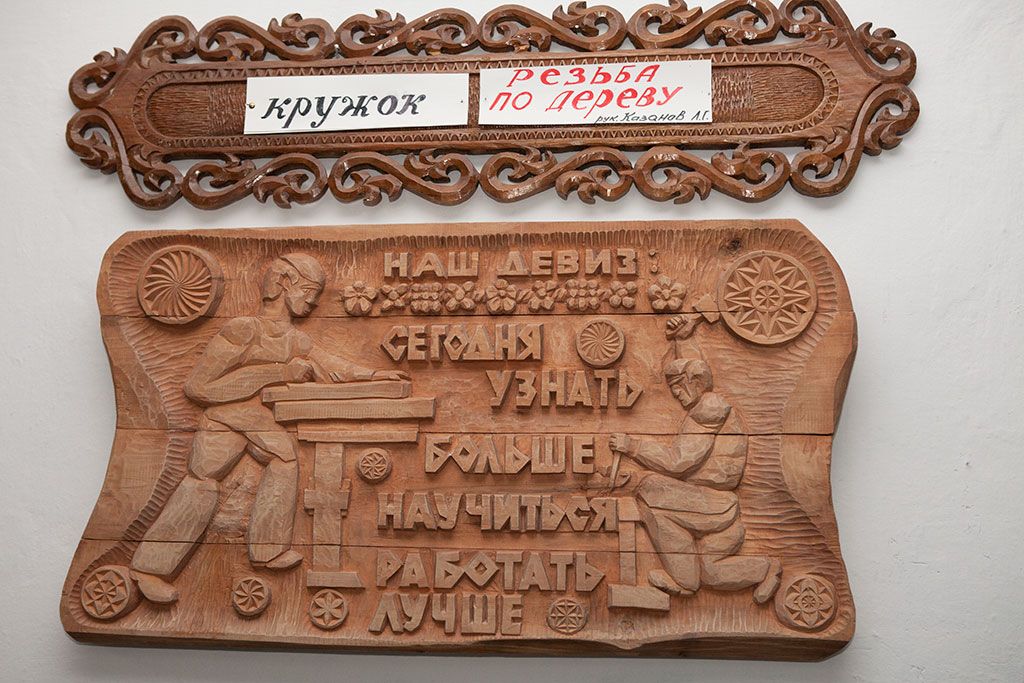 КРУЖОК
РЕЗЬБА
ПО ДЕРЕВУ
рук. Казанов Л.Г.
НАШ ДЕВИЗ:
СЕГОДНЯ
УЗНАТЬ
БОЛЬШЕ
НАУЧИТЬСЯ
РАБОТАТЬ
ЛУЧШЕ